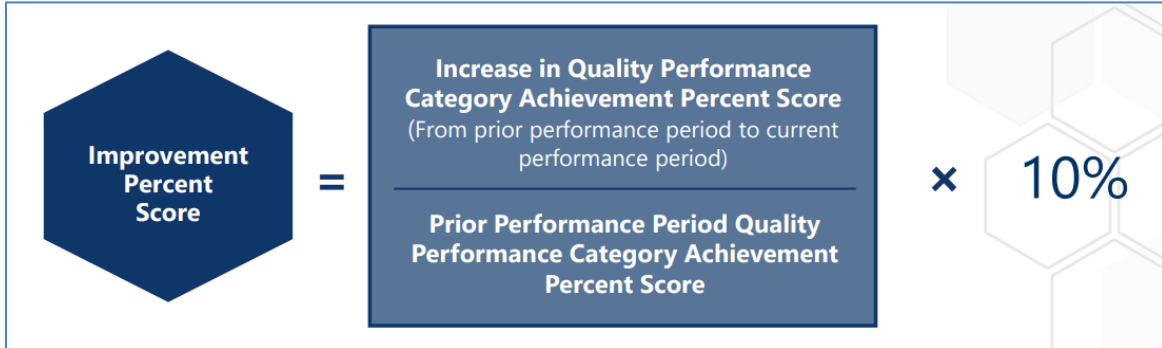 Improvement
Percent
Score
=
Increase in Quality Performance
Category Achievement Percent Score
(From prior performance period to current
performance period)
Prior Performance Period Quality
Performance Category Achievement
Percent Score
× 10%